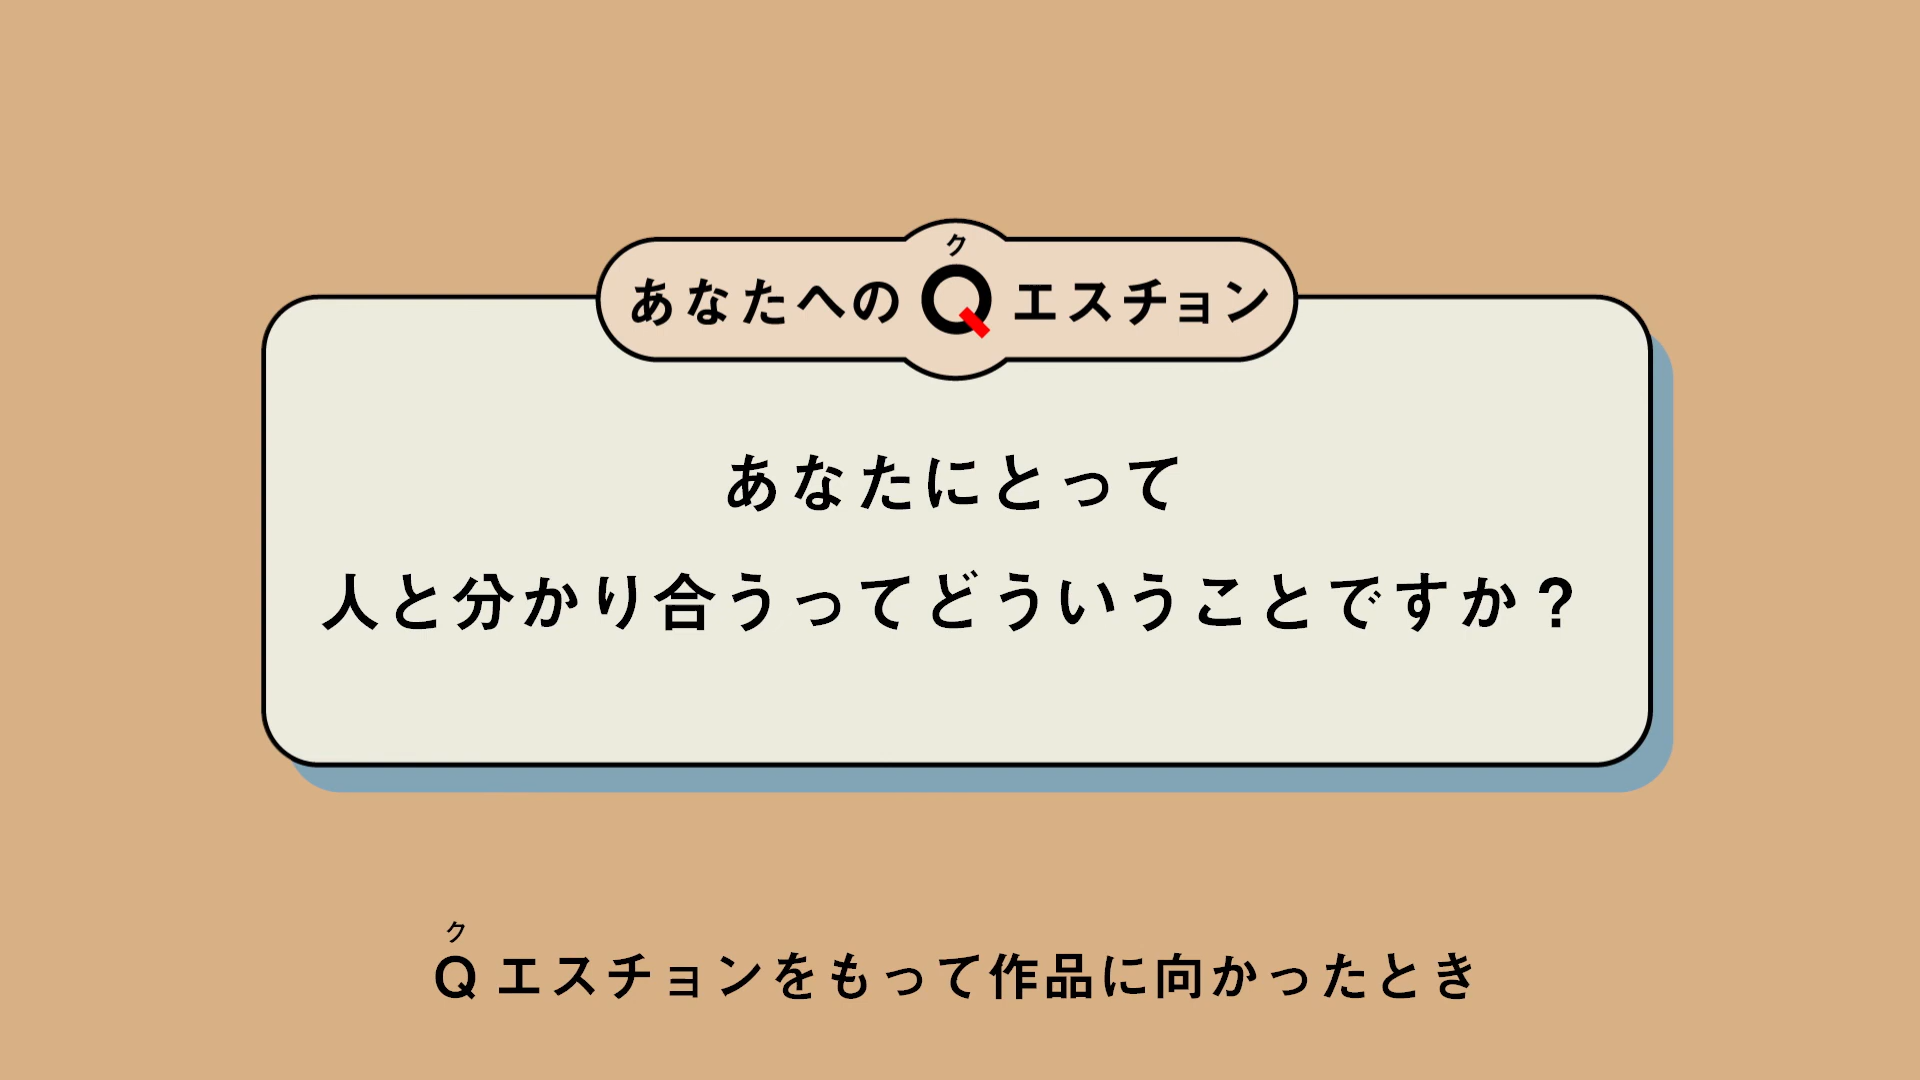 ク
あなたへのQエスチョン
あなたにとって
人と分かり合うってどういうことですか？
ク
Qエスチョンをもって作品に向かったとき